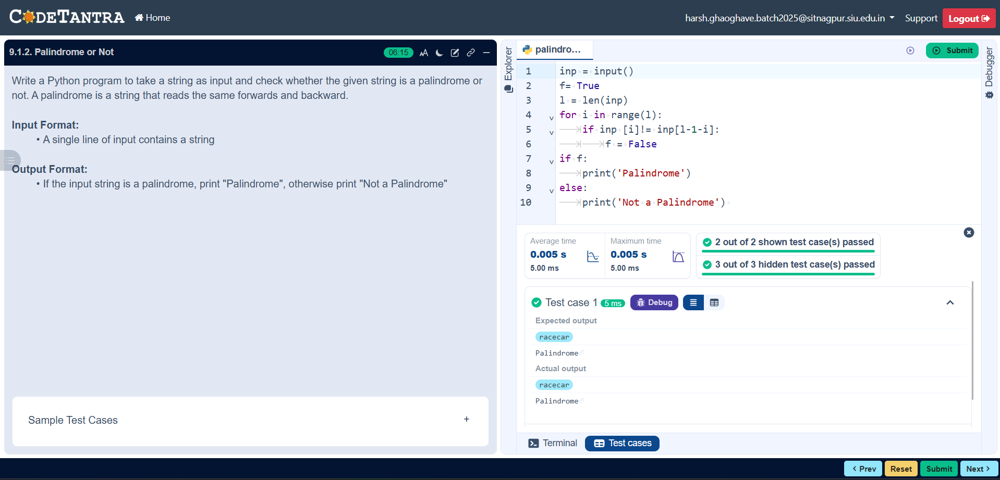 CODETANTRA Home harsh.ghaoghave.batch2025@sitnagpur.siu.edu.in Support Logout
9.1.2. Palindrome or Not 06:15
Write a Python program to take a string as input and check whether the given string is a palindrome or
not. A palindrome is a string that reads the same forwards and backward.
Input Format:
• A single line of input contains a string
Output Format:
• If the input string is a palindrome, print "Palindrome", otherwise print "Not a Palindrome"
Sample Test Cases +
Explorer
palindro...
Submit
Debugger
1 inp = input()
2 f= True
3 l = len(inp)
4 for i in range(l):
5 if inp [i]!= inp[l-1-i]:
6 f = False
7 if f:
8 print('Palindrome')
9 else:
10 print('Not a Palindrome')
Average time
0.005 s
5.00 ms
Maximum time
0.005 s
5.00 ms
2 out of 2 shown test case(s) passed
3 out of 3 hidden test case(s) passed
Test case 1 5 ms Debug
Expected output
racecar
Palindrome
Actual output
racecar
Palindrome
Terminal Test cases
< Prev Reset Submit Next >